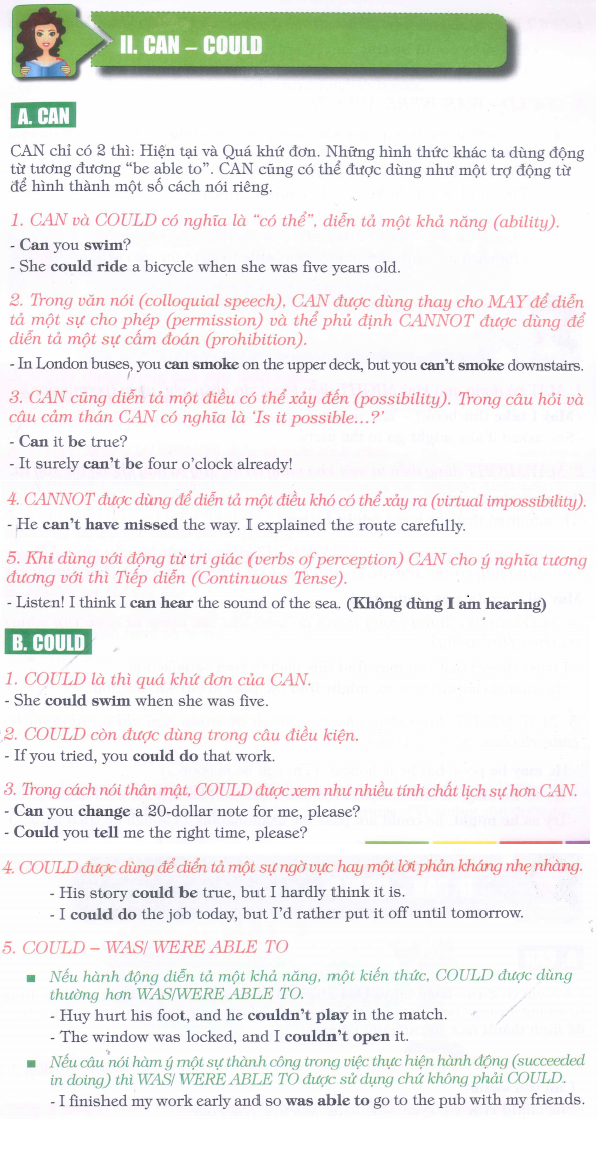 II. CAN – COULD
A. CAN
CAN chỉ có 2 thì: Hiện tại và Quá khứ đơn. Những hình thức khác ta dùng động
từ tương đương “be able to”. CAN cũng có thể được dùng như một trợ động từ
để hình thành một số cách nói riêng.
1. CAN và COULD có nghĩa là “có thể”, diễn tả một khả năng (ability).
- Can you swim?
- She could ride a bicycle when she was five years old.
2. Trong văn nói (colloquial speech), CAN được dùng thay cho MAY để diễn
tả một sự cho phép (permission) và thể phủ định CANNOT được dùng để
diễn tả một sự cấm đoán (prohibition).
- In London buses, you can smoke on the upper deck, but you can’t smoke downstairs.
3. CAN cũng diễn tả một điều có thể xảy đến (possibility). Trong câu hỏi và
câu cảm thán CAN có nghĩa là ‘Is it possible...?’
- Can it be true?
- It surely can’t be four o’clock already!
4. CANNOT được dùng để diễn tả một điều khó có thể xảy ra (virtual impossibility).
- He can’t have missed the way. I explained the route carefully.
5. Khi dùng với động từ tri giác (verbs of perception) CAN cho ý nghĩa tương
đương với thì Tiếp diễn (Continuous Tense).
- Listen! I think I can hear the sound of the sea. (Không dùng I am hearing)
B. COULD
1. COULD là thì quá khứ đơn của CAN.
- She could swim when she was five.
2. COULD còn được dùng trong câu điều kiện.
- If you tried, you could do that work.
3. Trong cách nói thân mật, COULD được xem như nhiều tính chất lịch sự hơn CAN.
- Can you change a 20-dollar note for me, please?
- Could you tell me the right time, please?
4. COULD được dùng để diển tả một sự ngờ vực hay một lời phản kháng nhẹ nhàng.
- His story could be true, but I hardly think it is.
- I could do the job today, but I’d rather put it off until tomorrow.
5. COULD – WAS/ WERE ABLE TO
Nếu hành động diễn tả một khả năng, một kiến thức, COULD được dùng
thường hơn WAS/WERE ABLE TO.
- Huy hurt his foot, and he couldn’t play in the match.
- The window was locked, and I couldn’t open it.
Nếu câu nói hàm ý một sự thành công trong việc thực hiện hành động (succeeded
in doing) thì WAS/ WERE ABLE TO được sử dụng chứ không phải COULD.
- I finished my work early and so was able to go to the pub with my friends.